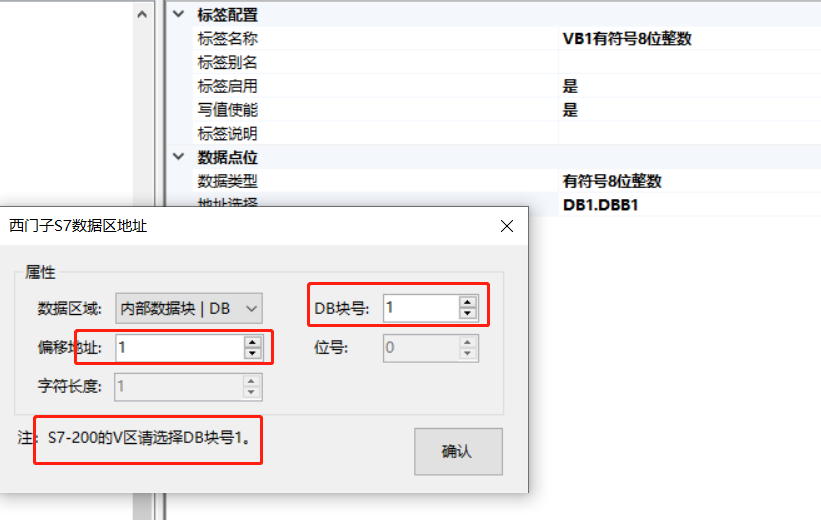 标签配置
标签名称 VB1有符号8位整数
标签别名
标签启用 是
写值使能 是
标签说明
数据点位
数据类型 有符号8位整数
地址选择 DB1.DBB1
西门子S7数据区地址
属性
数据区域: 内部数据块 | DB DB块号: 1
偏移地址: 1 位号: 0
字符长度: 1
注: S7-200的V区请选择DB块号1。
确认